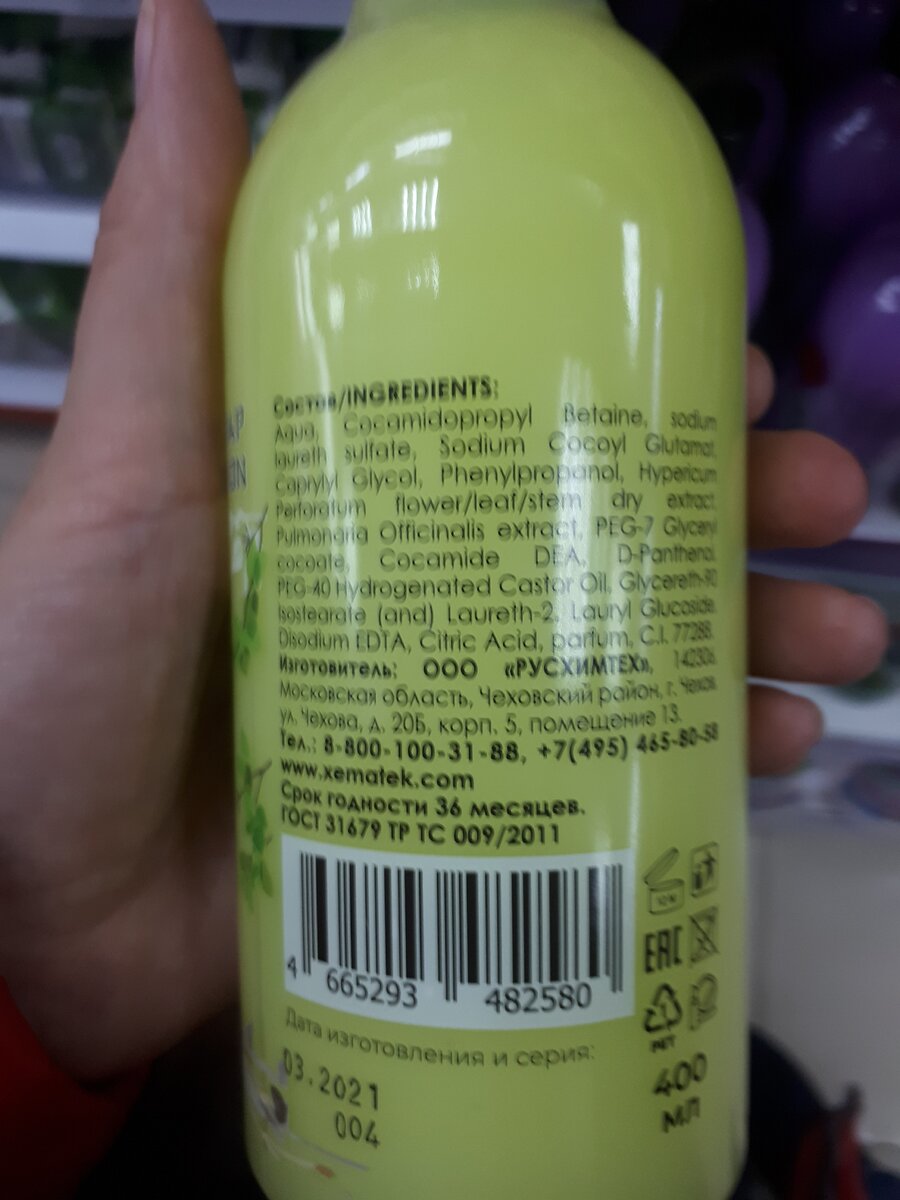 Состав/INGREDIENTS:
Aqua, Cocamidopropyl Betaine, sodium
laureth sulfate, Sodium Cocoyl Glutamat,
Caprylyl Glycol, Phenylpropanol, Hypericum
Perforatum flower/leaf/stem dry extract.
Pulmonaria Officinalis extract, PEG-7 Glyceryl
cocoate, Cocamide DEA, D-Panthenol.
PEG-40 Hydrogenated Castor Oil, Glycereth-90
Isostearate (and) Laureth-2, Lauryl Glucoside.
Disodium EDTA, Citric Acid, parfum, C.I. 77288.
Изготовитель: ООО «РУСХИМТЕХ», 142306.
Московская область, Чеховский район, г. Чехов.
ул. Чехова, д. 20Б, корп. 5, помещение 13.
Тел.: 8-800-100-31-88, +7(495) 465-80-58
www.xematek.com
Срок годности 36 месяцев.
ГОСТ 31679 ТР ТС 009/2011
4 665293 482580
EAC
Дата изготовления и серия:
03.2021
004
400
МЛ